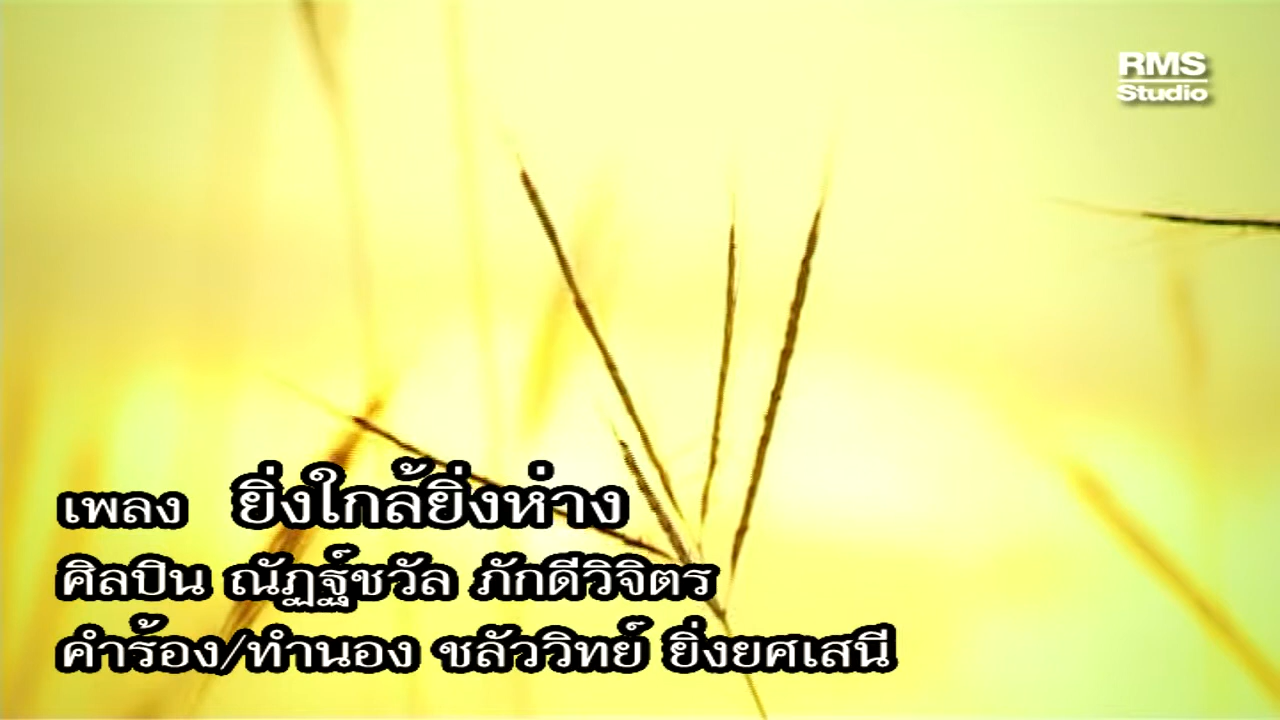 RMS
Studio
เพลง ยิ่งใกล้ยิ่งห่าง
ศิลปิน ณัฏฐ์ชวัล ภักดีวิจิตร
คำร้อง/ทำนอง ชลัววิทย์ ยิ่งยศเสนี